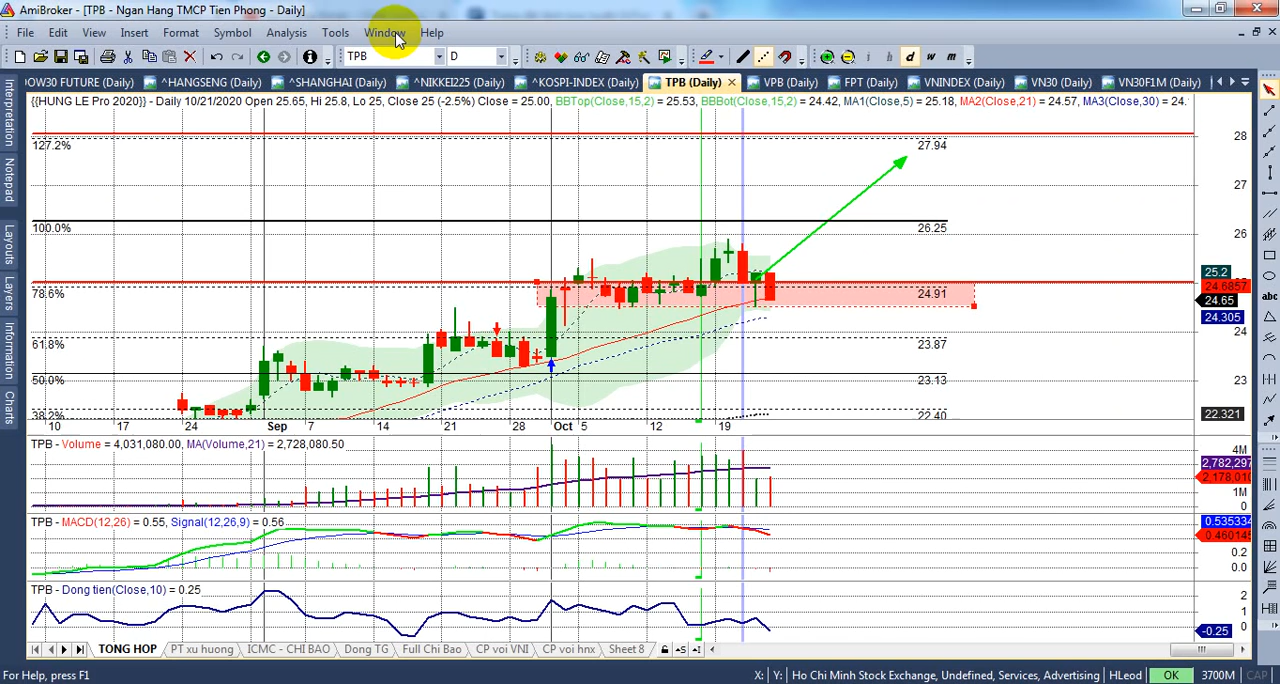 AmiBroker - [TPB - Ngan Hang TMCP Tien Phong - Daily]
File Edit View Insert Format Symbol Analysis Tools Window Help
TPB D i d w m
OW30 FUTURE (Daily) ^HANGSENG (Daily) ^SHANGHAI (Daily) ^NIKKEI225 (Daily) ^KOSPI-INDEX (Daily) TPB (Daily) VPB (Daily) FPT (Daily) VNINDEX (Daily) VN30 (Daily) VN30F1M (Daily)
{{HUNG LE Pro 2020}} - Daily 10/21/2020 Open 25.65, Hi 25.8, Lo 25, Close 25 (-2.5%) Close = 25.00, BBTop(Close,15,2) = 25.53, BBBot(Close,15,2) = 24.42, MA1(Close,5) = 25.18, MA2(Close,21) = 24.57, MA3(Close,30) = 24.
Interpretation
Notepad
Layouts
Layers
Information
Charts
28
127.2% 27.94
27
100.0% 26.25
26
25.2
78.6% 24.91 24.6857
24.65
24.305
24
61.8% 23.87
50.0% 23.13 23
38.2% 22.40 22.321
10 17 24 Sep 7 14 21 28 Oct 5 12 19
TPB - Volume = 4,031,080.00, MA(Volume,21) = 2,728,080.50
4M
2,782,297
2,178,010
1M
TPB - MACD(12,26) = 0.55, Signal(12,26,9) = 0.56
0.535334
0.460145
0.2
0.0
TPB - Dong tien(Close,10) = 0.25
2
1
0
-0.25
TONG HOP PT xu huong ICMC - CHI BAO Dong TG Full Chi Bao CP voi VNI CP voi hnx Sheet 8
For Help, press F1 X: Y: Ho Chi Minh Stock Exchange, Undefined, Services, Advertising HLeod OK 3700M CAP
abc